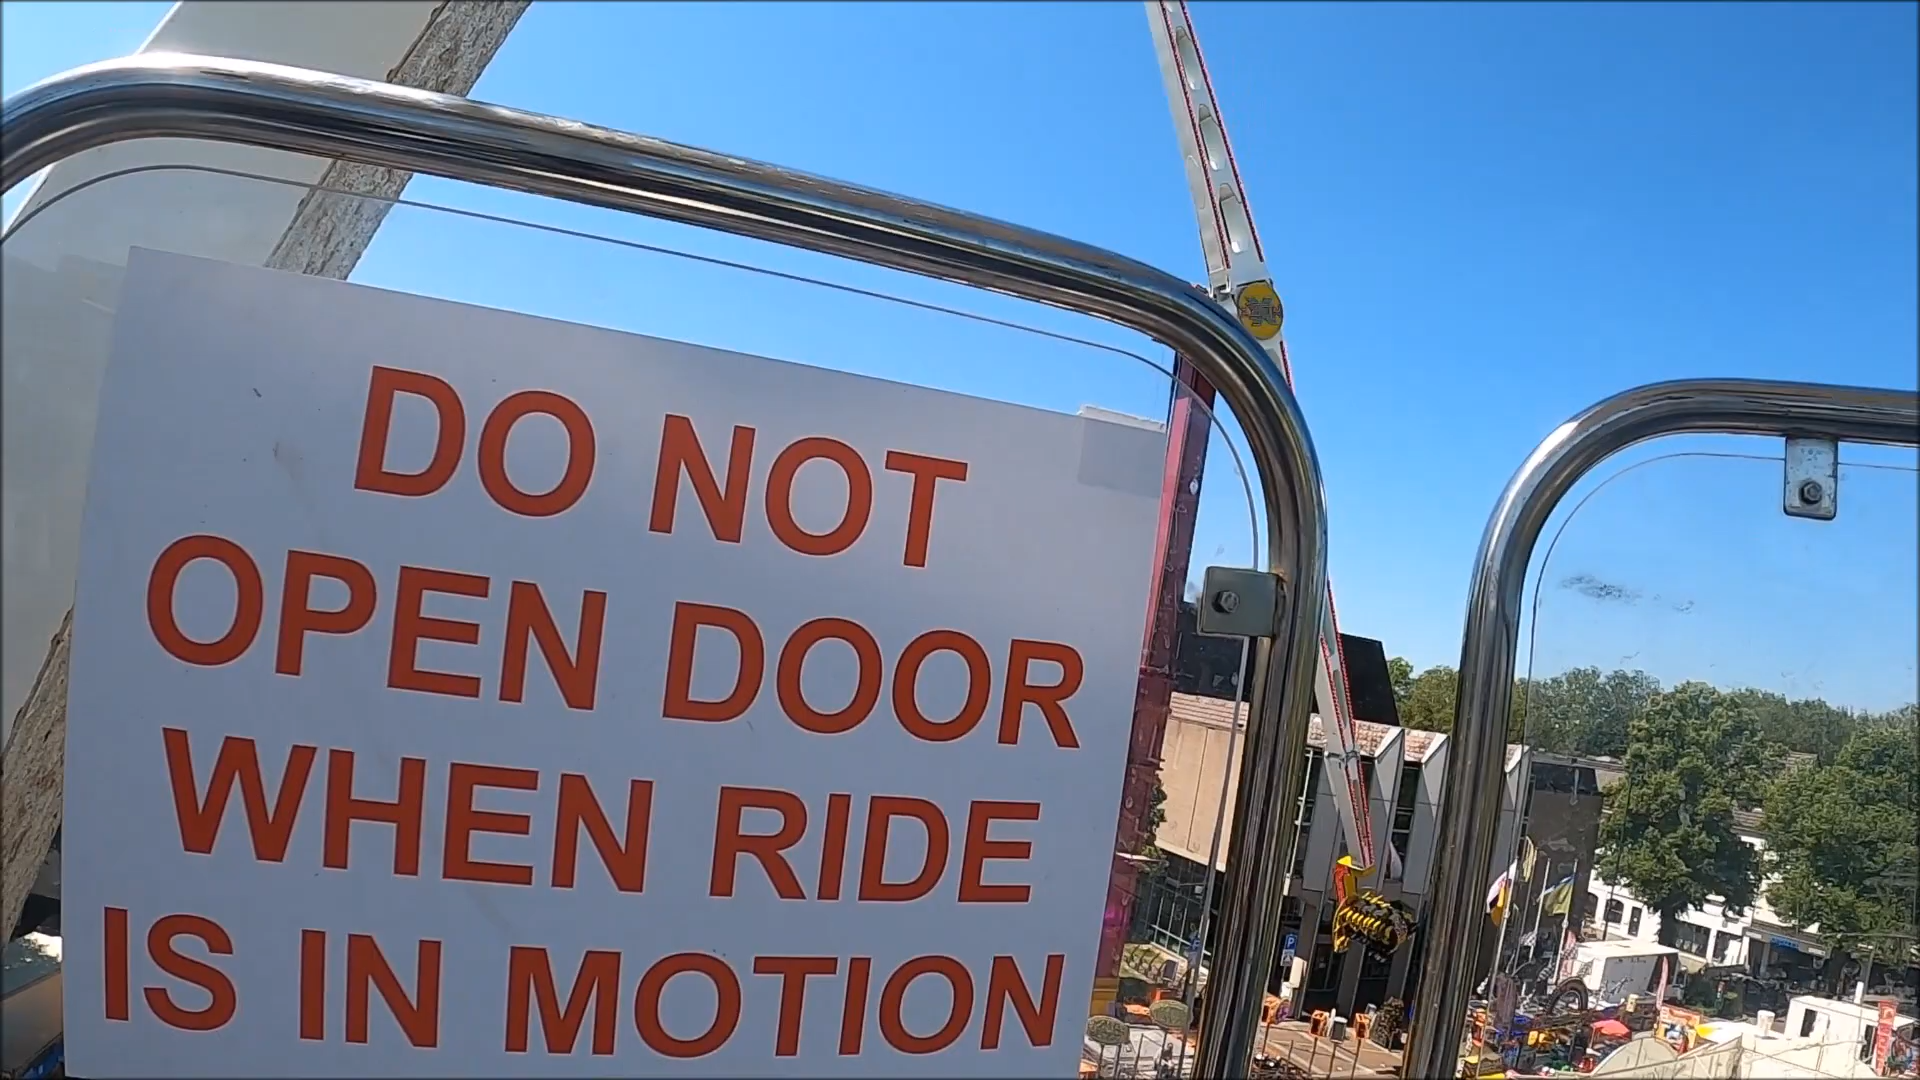 DO NOT
OPEN DOOR
WHEN RIDE
IS IN MOTION
P